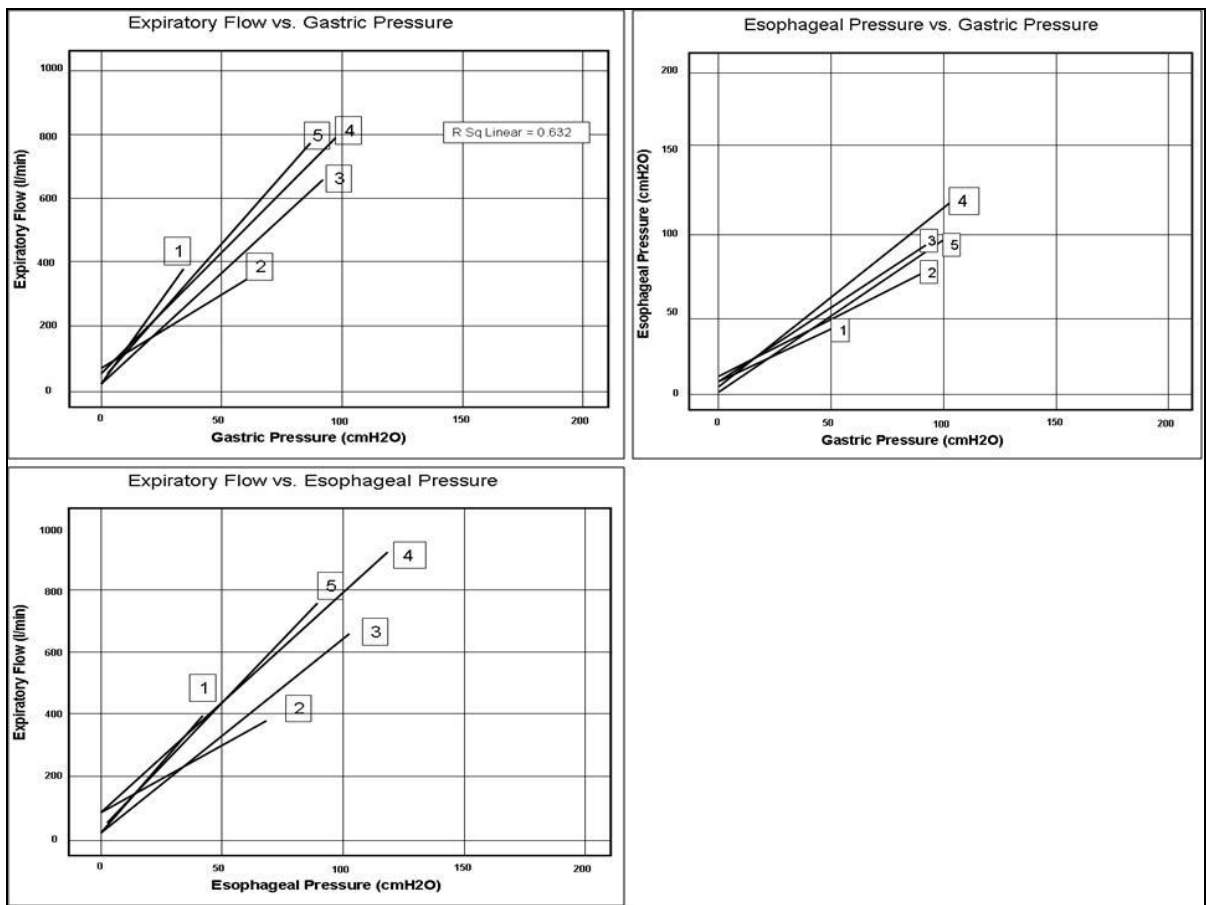 Expiratory Flow vs. Gastric Pressure
Expiratory Flow (l/min)
1000
800
600
400
200
0
5
4
R Sq Linear = 0.632
3
1
2
0 50 100 150 200
Gastric Pressure (cmH2O)
Esophageal Pressure vs. Gastric Pressure
Esophageal Pressure (cmH2O)
200
150
100
50
0
4
3
5
2
1
0 50 100 150 200
Gastric Pressure (cmH2O)
Expiratory Flow vs. Esophageal Pressure
Expiratory Flow (l/min)
1000
800
600
400
200
0
4
5
3
1
2
0 50 100 150 200
Esophageal Pressure (cmH2O)